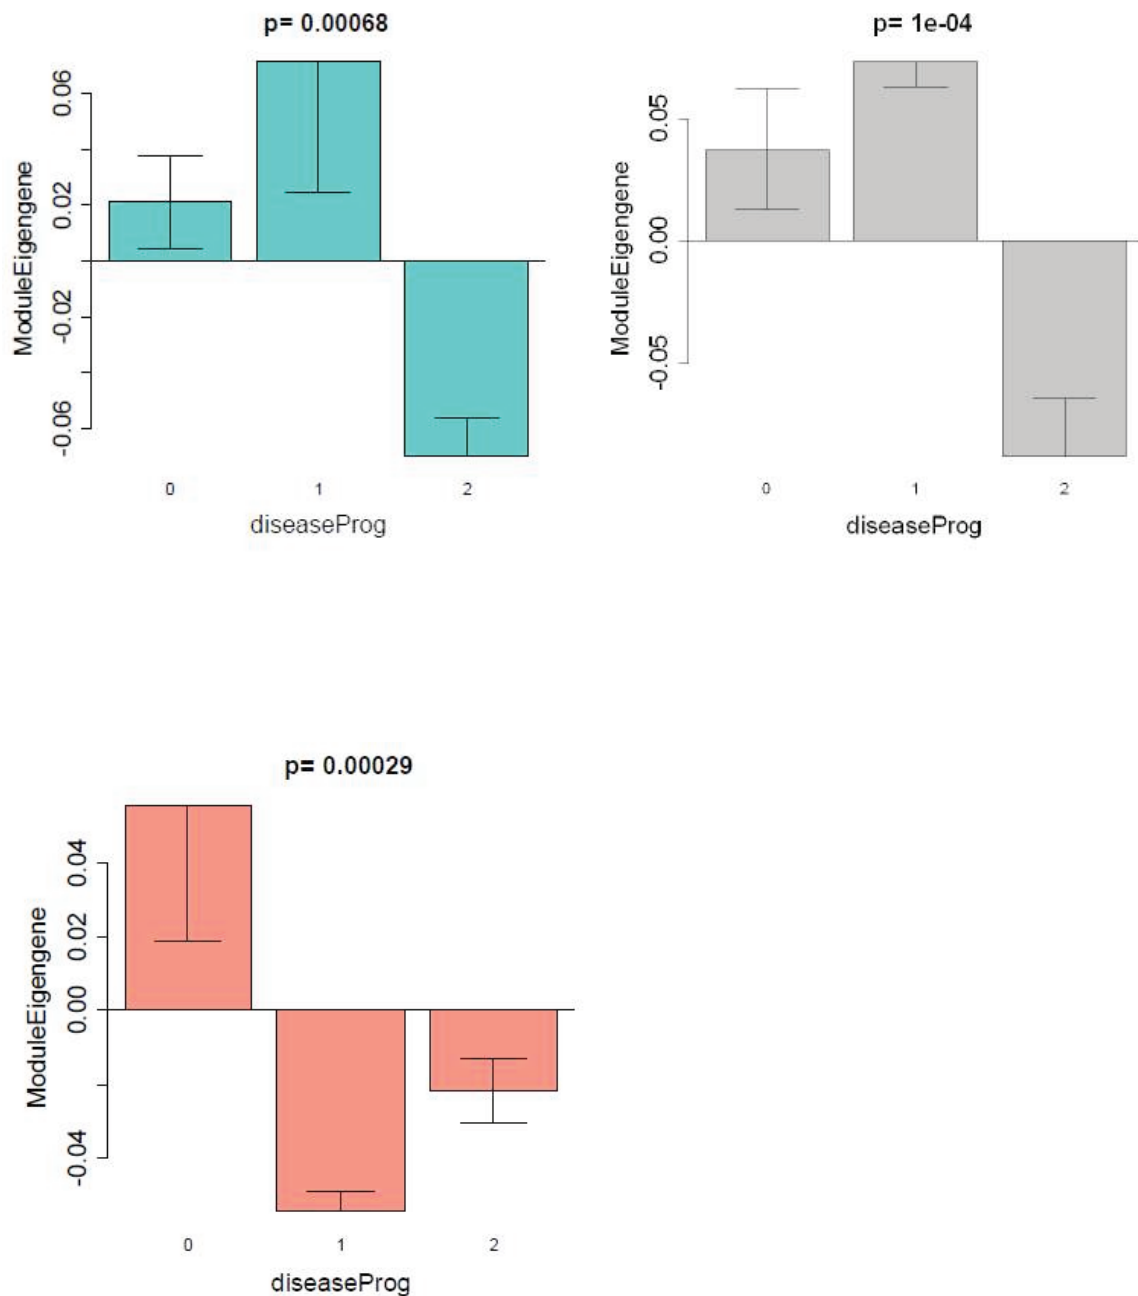 p= 0.00068
ModuleEigengene
0.06
0.02
-0.02
-0.06
0
1
2
diseaseProg
p= 1e-04
ModuleEigengene
0.05
0.00
-0.05
0
1
2
diseaseProg
p= 0.00029
ModuleEigengene
0.04
0.02
0.00
-0.04
0
1
2
diseaseProg